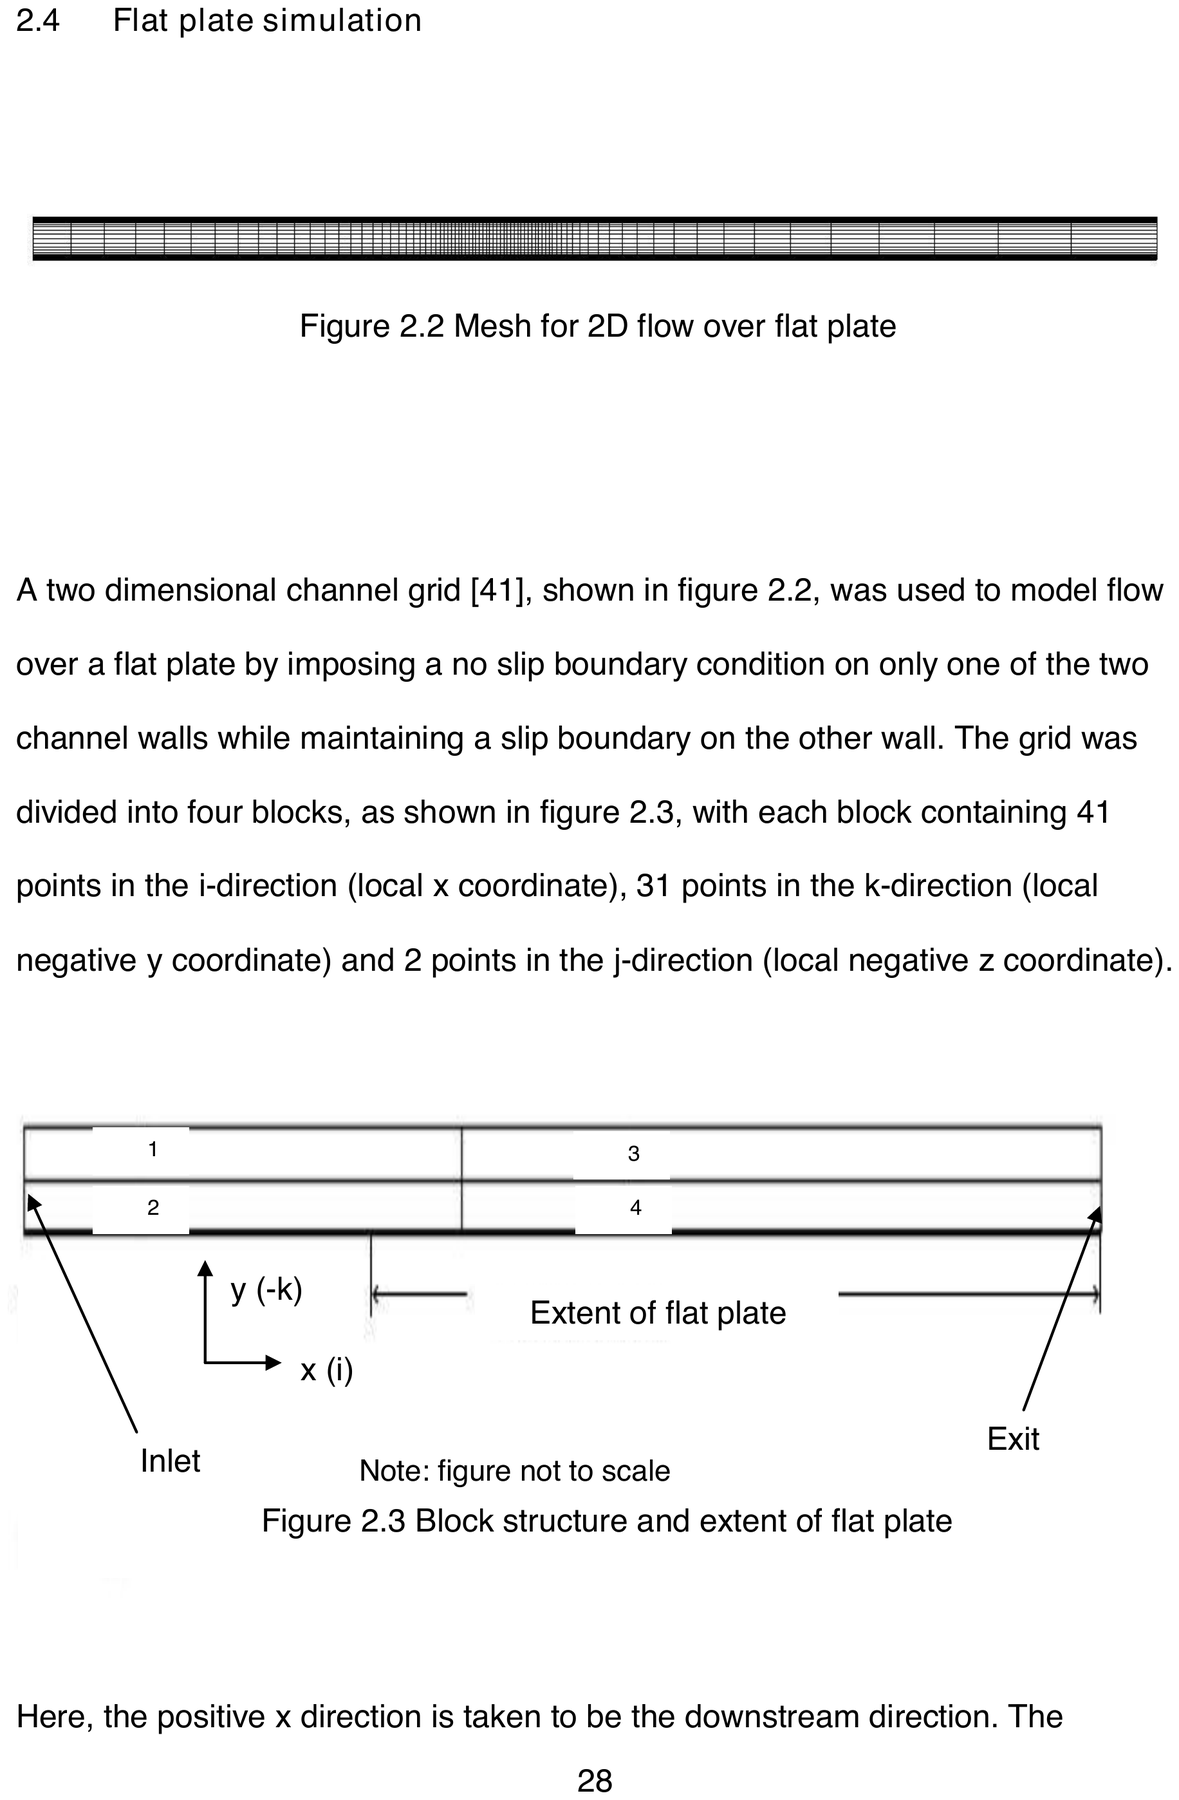 2.4 Flat plate simulation
Figure 2.2 Mesh for 2D flow over flat plate
A two dimensional channel grid [41], shown in figure 2.2, was used to model flow
over a flat plate by imposing a no slip boundary condition on only one of the two
channel walls while maintaining a slip boundary on the other wall. The grid was
divided into four blocks, as shown in figure 2.3, with each block containing 41
points in the i-direction (local x coordinate), 31 points in the k-direction (local
negative y coordinate) and 2 points in the j-direction (local negative z coordinate).
1
3
2
4
y (-k)
Extent of flat plate
x (i)
Exit
Inlet
Note: figure not to scale
Figure 2.3 Block structure and extent of flat plate
Here, the positive x direction is taken to be the downstream direction. The
28